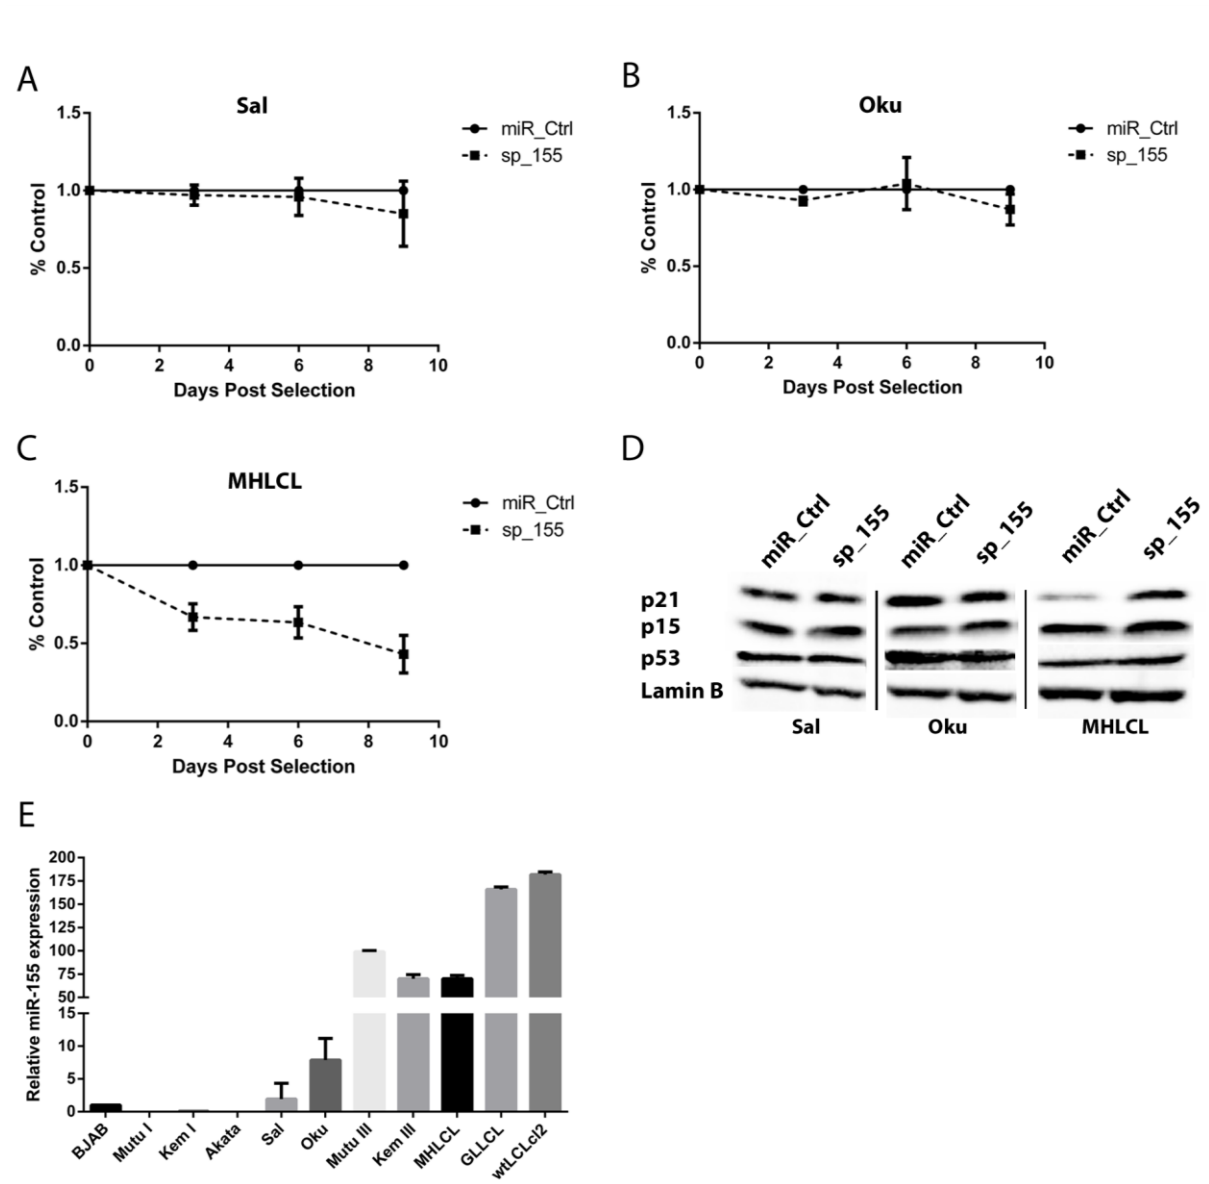 A
Sal
1.5
1.0
0.5
0.0
% Control
0 2 4 6 8 10
Days Post Selection
miR_Ctrl
sp_155
B
Oku
1.5
1.0
0.5
0.0
% Control
0 2 4 6 8 10
Days Post Selection
miR_Ctrl
sp_155
C
MHLCL
1.5
1.0
0.5
0.0
% Control
0 2 4 6 8 10
Days Post Selection
miR_Ctrl
sp_155
D
miR_Ctrl
sp_155
miR_Ctrl
sp_155
miR_Ctrl
sp_155
p21
p15
p53
Lamin B
Sal
Oku
MHLCL
E
Relative miR-155 expression
200
175
150
125
100
75
50
15
10
5
0
BJAB
Mutu I
Kem I
Akata
Sal
Oku
Mutu III
Kem III
MHLCL
GLLCL
wtLCLcl2